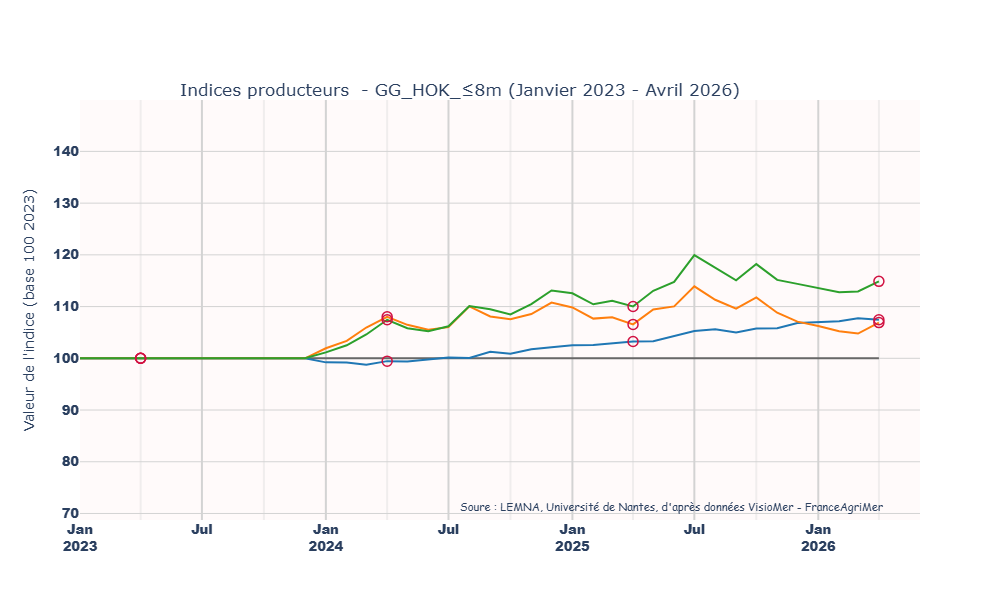 Indices producteurs - GG_HOK_≤8m (Janvier 2023 - Avril 2026)
Valeur de l'indice (base 100 2023)
140
130
120
110
100
90
80
70
Soure : LEMNA, Université de Nantes, d'après données VisioMer - FranceAgriMer
Jan Jul Jan Jul Jan Jul Jan
2023 2024 2025 2026